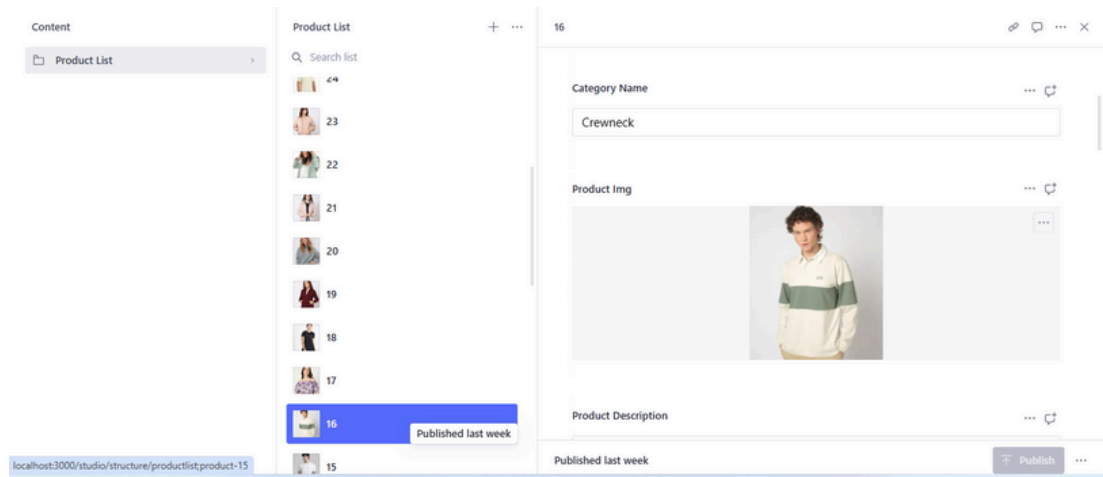 Content
Product List
Product List
Search list
24
23
22
21
20
19
18
17
16
Published last week
15
16
Category Name
Crewneck
Product Img
Product Description
Published last week
Publish
localhost:3000/studio/structure/productlist;product-15